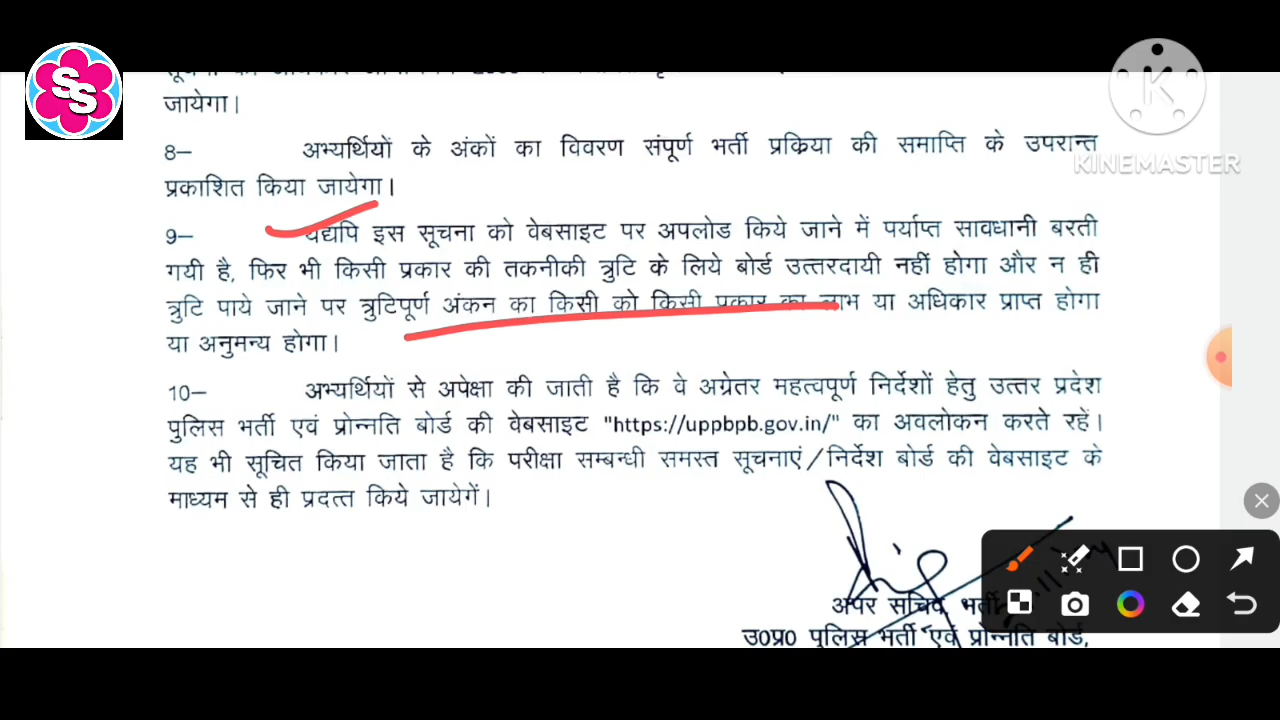 SS
KINEMASTER
जायेगा।
8– अभ्यर्थियों के अंकों का विवरण संपूर्ण भर्ती प्रक्रिया की समाप्ति के उपरान्त
प्रकाशित किया जायेगा।
9– यद्यपि इस सूचना को वेबसाइट पर अपलोड किये जाने में पर्याप्त सावधानी बरती
गयी है, फिर भी किसी प्रकार की तकनीकी त्रुटि के लिये बोर्ड उत्तरदायी नहीं होगा और न ही
त्रुटि पाये जाने पर त्रुटिपूर्ण अंकन का किसी को किसी प्रकार का लाभ या अधिकार प्राप्त होगा
या अनुमन्य होगा।
10– अभ्यर्थियों से अपेक्षा की जाती है कि वे अग्रेतर महत्वपूर्ण निर्देशों हेतु उत्तर प्रदेश
पुलिस भर्ती एवं प्रोन्नति बोर्ड की वेबसाइट "https://uppbpb.gov.in/" का अवलोकन करते रहें।
यह भी सूचित किया जाता है कि परीक्षा सम्बन्धी समस्त सूचनाएं/निर्देश बोर्ड की वेबसाइट के
माध्यम से ही प्रदत्त किये जायेगें।
अपर सचिव भर्ती
उ0प्र0 पुलिस भर्ती एवं प्रोन्नति बोर्ड,